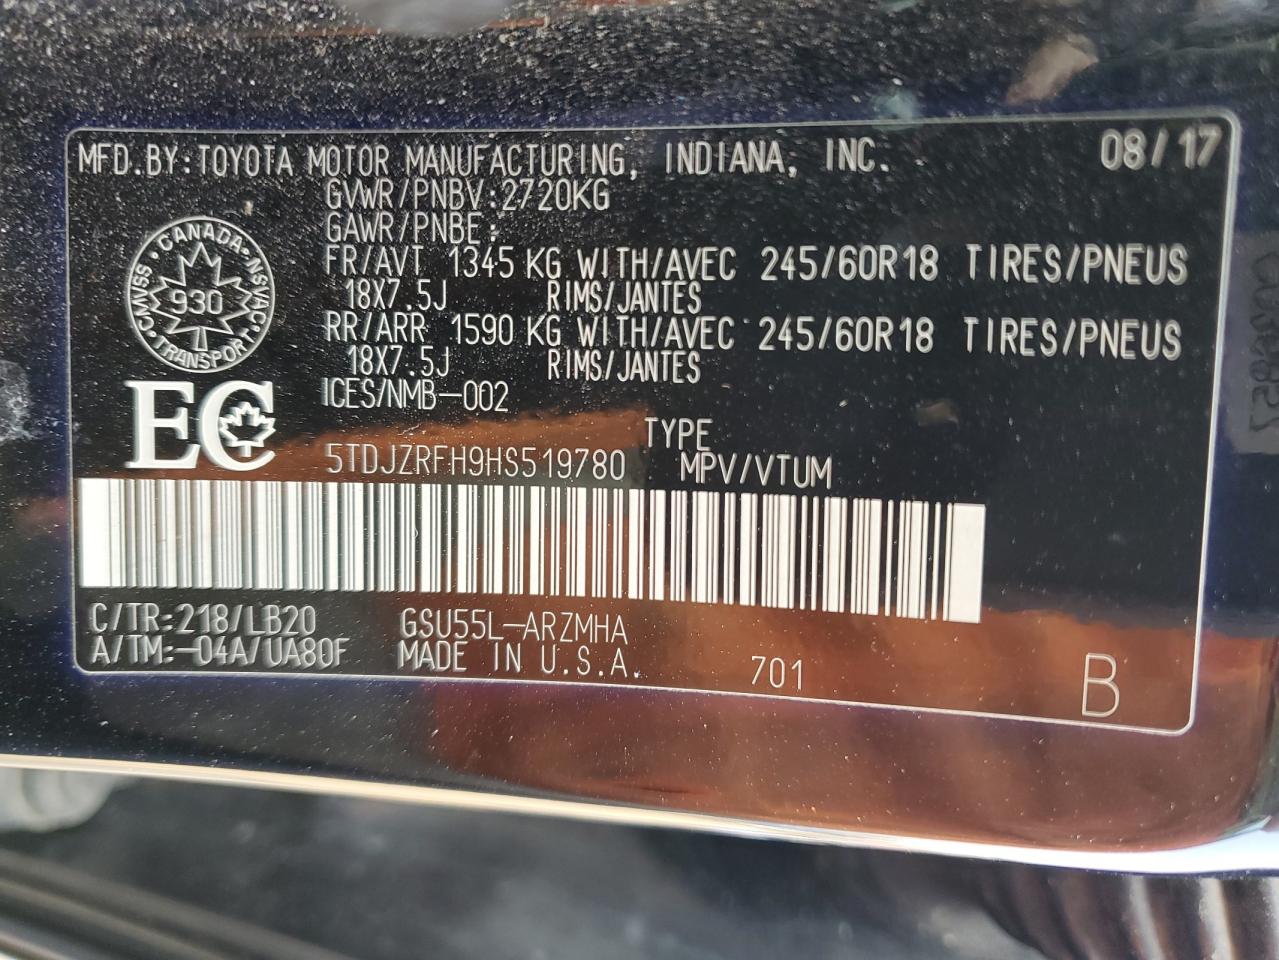 MFD.BY:TOYOTA MOTOR MANUFACTURING, INDIANA, INC. 08/17
GVWR/PNBV:2720KG
GAWR/PNBE:
FR/AVT 1345 KG WITH/AVEC 245/60R18 TIRES/PNEUS
18X7.5J RIMS/JANTES
RR/ARR 1590 KG WITH/AVEC 245/60R18 TIRES/PNEUS
18X7.5J RIMS/JANTES
ICES/NMB-002
CANADA
CMVSS 930 NSVAC
TRANSPORT
EC
TYPE
5TDJZRFH9HS519780 MPV/VTUM
C/TR:218/LB20 GSU55L-ARZMHA
A/TM:-04A/UA80F MADE IN U.S.A. 701 B